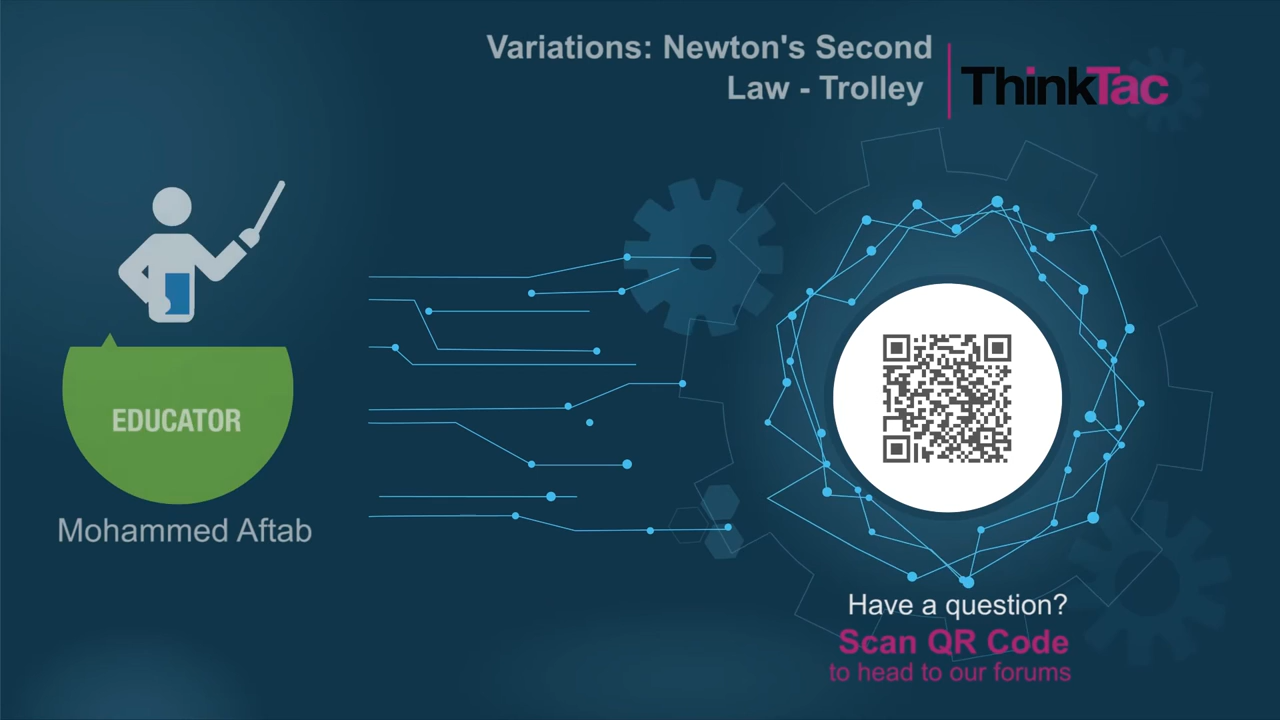 Variations: Newton's Second
Law - Trolley
ThinkTac
EDUCATOR
Mohammed Aftab
Have a question?
Scan QR Code
to head to our forums